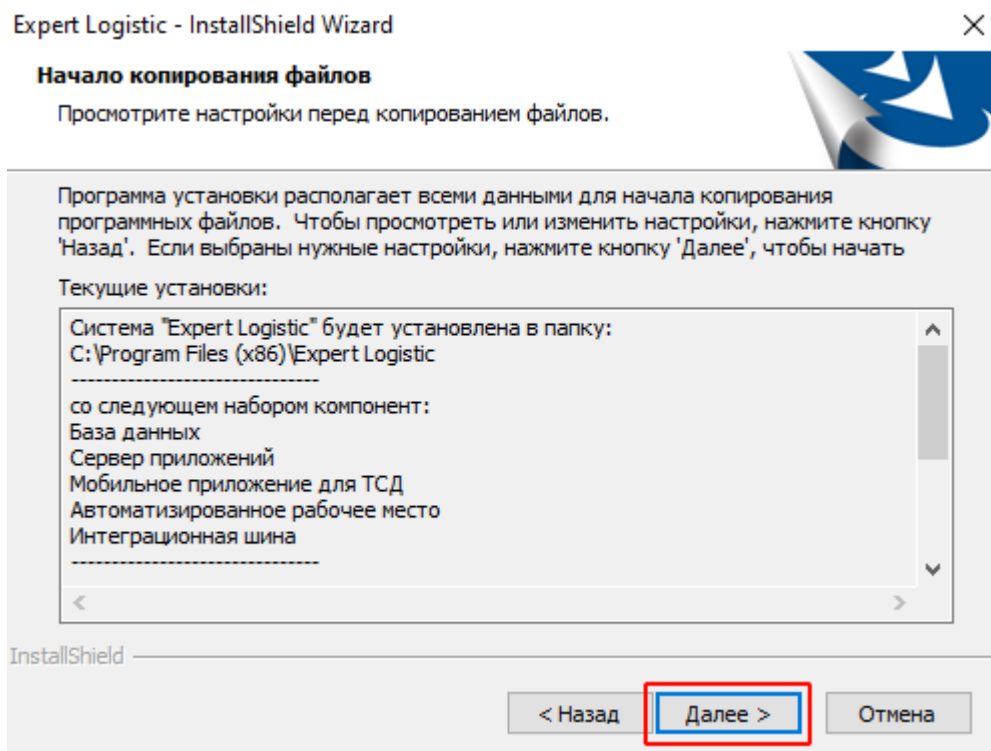 Expert Logistic - InstallShield Wizard
Начало копирования файлов
Просмотрите настройки перед копированием файлов.
Программа установки располагает всеми данными для начала копирования
программных файлов.  Чтобы просмотреть или изменить настройки, нажмите кнопку
'Назад'.  Если выбраны нужные настройки, нажмите кнопку 'Далее', чтобы начать
Текущие установки:
Система "Expert Logistic" будет установлена в папку:
C:\Program Files (x86)\Expert Logistic
-------------------------------
со следующем набором компонент:
База данных
Сервер приложений
Мобильное приложение для ТСД
Автоматизированное рабочее место
Интеграционная шина
-------------------------------
InstallShield
< Назад
Далее >
Отмена